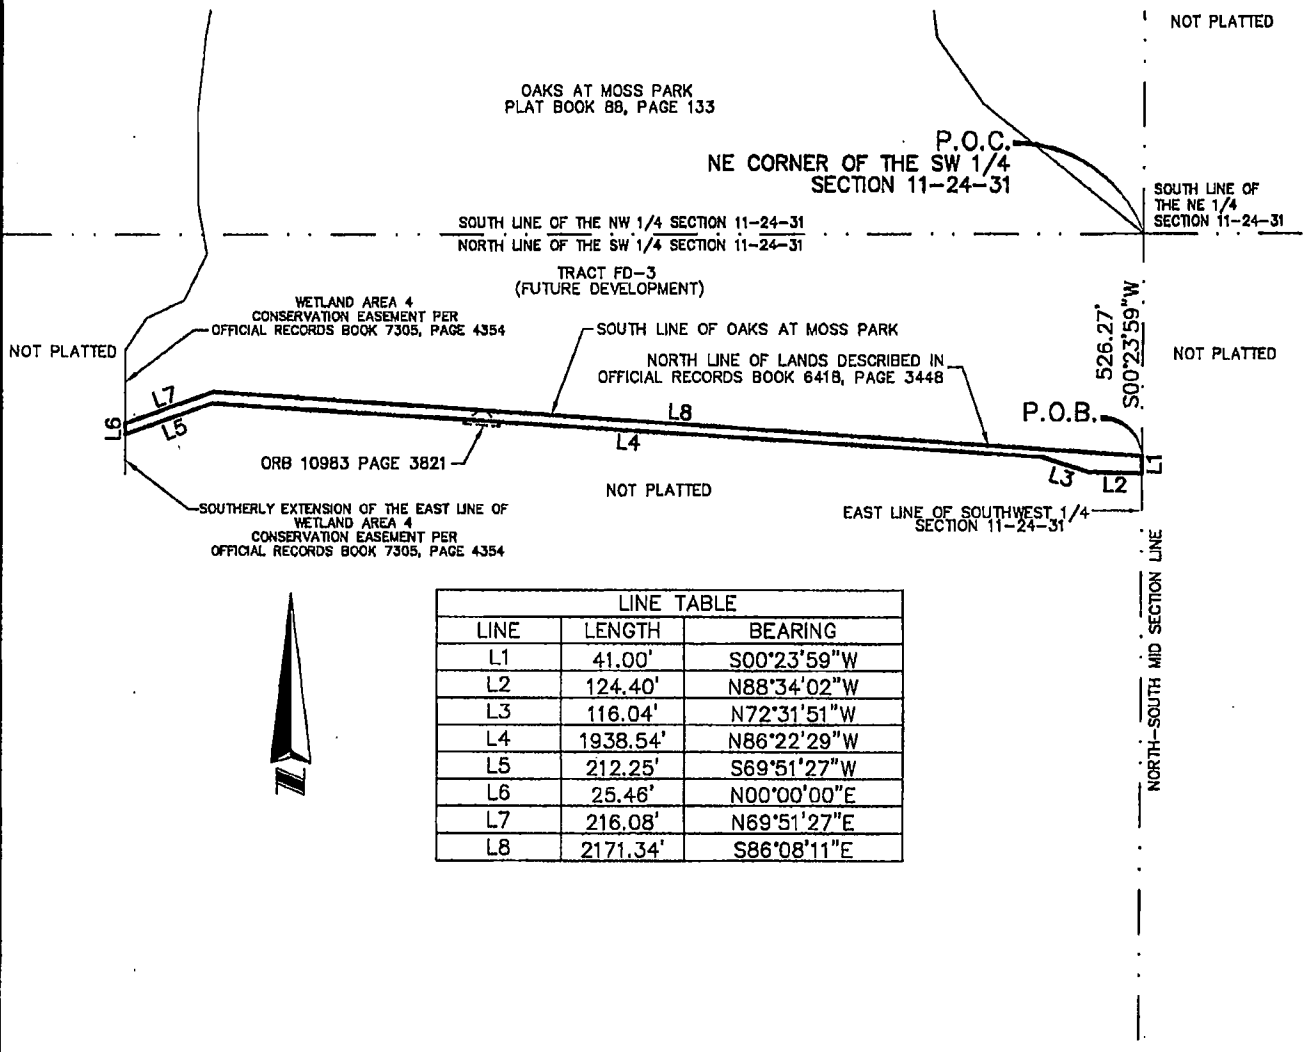 NOT PLATTED
OAKS AT MOSS PARK
PLAT BOOK 88, PAGE 133
P.O.C.
NE CORNER OF THE SW 1/4
SECTION 11-24-31
SOUTH LINE OF
THE NE 1/4
SECTION 11-24-31
SOUTH LINE OF THE NW 1/4 SECTION 11-24-31
NORTH LINE OF THE SW 1/4 SECTION 11-24-31
TRACT FD-3
(FUTURE DEVELOPMENT)
WETLAND AREA 4
CONSERVATION EASEMENT PER
OFFICIAL RECORDS BOOK 7305, PAGE 4354
SOUTH LINE OF OAKS AT MOSS PARK
NOT PLATTED
NORTH LINE OF LANDS DESCRIBED IN
OFFICIAL RECORDS BOOK 6418, PAGE 3448
526.27'
S00°23'59"W
NOT PLATTED
L7
L5
L6
L8
L4
P.O.B.
L1
L3
L2
ORB 10983 PAGE 3821
NOT PLATTED
SOUTHERLY EXTENSION OF THE EAST LINE OF
WETLAND AREA 4
CONSERVATION EASEMENT PER
OFFICIAL RECORDS BOOK 7305, PAGE 4354
EAST LINE OF SOUTHWEST 1/4
SECTION 11-24-31
NORTH-SOUTH MID SECTION LINE
N
LINE TABLE
LINE LENGTH BEARING
L1 41.00' S00°23'59"W
L2 124.40' N88°34'02"W
L3 116.04' N72°31'51"W
L4 1938.54' N86°22'29"W
L5 212.25' S69°51'27"W
L6 25.46' N00°00'00"E
L7 216.08' N69°51'27"E
L8 2171.34' S86°08'11"E